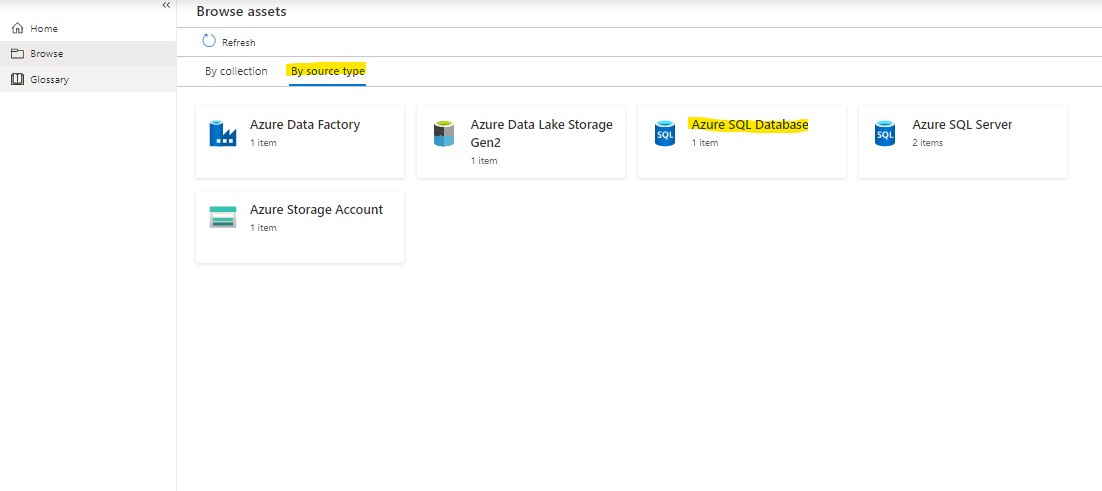 Browse assets
Home
Browse
Glossary
Refresh
By collection
By source type
Azure Data Factory
1 item
Azure Data Lake Storage
Gen2
1 item
SQL
Azure SQL Database
1 item
SQL
Azure SQL Server
2 items
Azure Storage Account
1 item